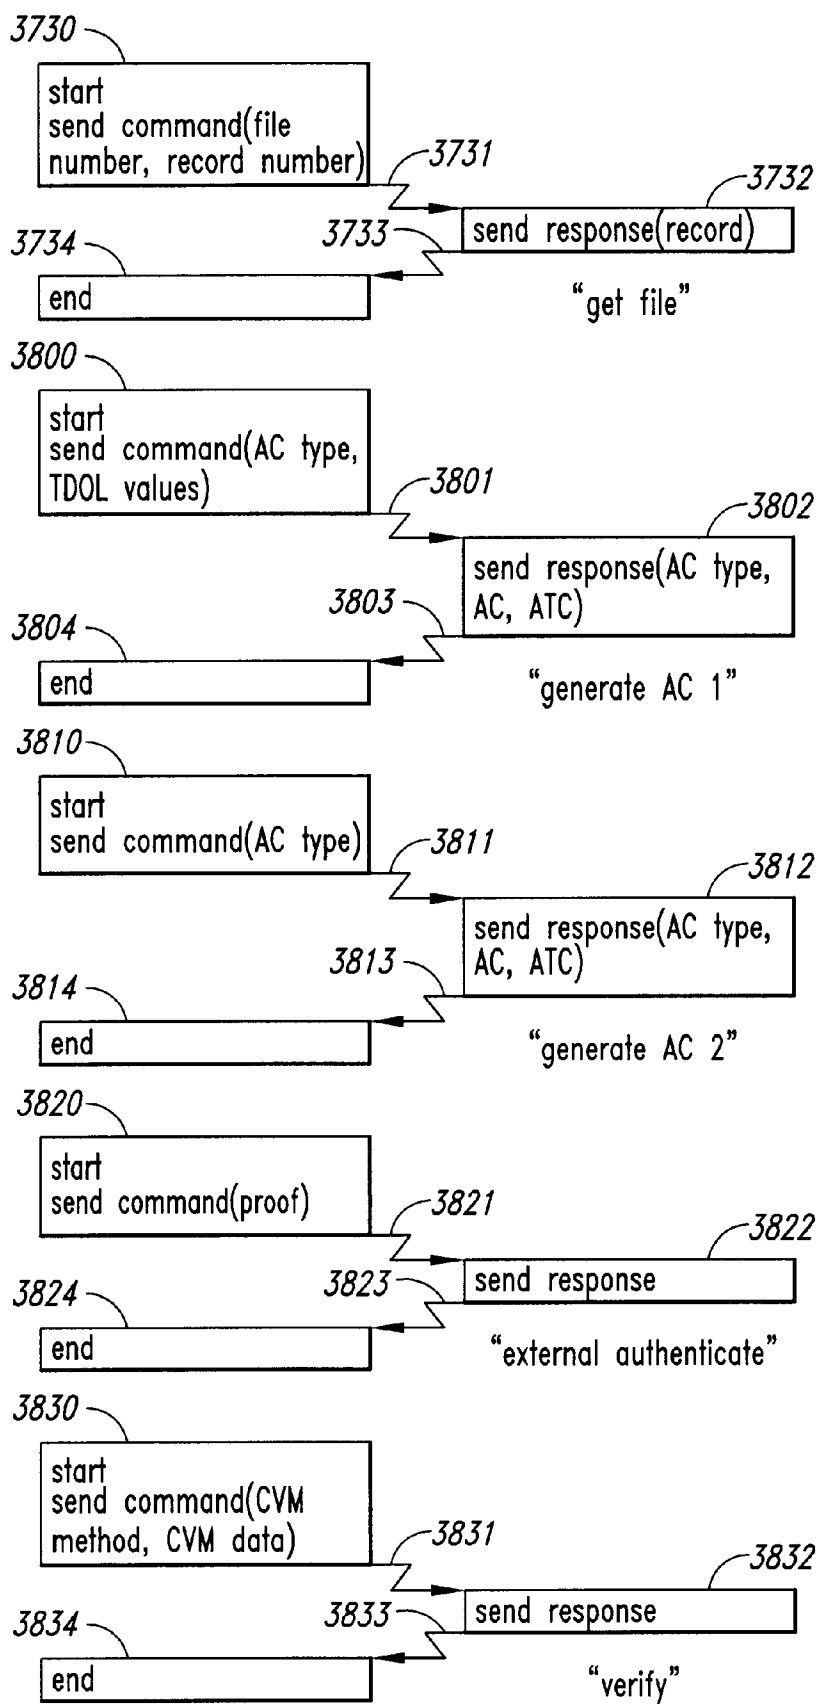 3730
start
send command(file
number, record number)
3731
3732
send response(record)
3733
3734
end
“get file”
3800
start
send command(AC type,
TDOL values)
3801
3802
send response(AC type,
AC, ATC)
3803
3804
end
“generate AC 1”
3810
start
send command(AC type)
3811
3812
send response(AC type,
AC, ATC)
3813
3814
end
“generate AC 2”
3820
start
send command(proof)
3821
3822
send response
3823
3824
end
“external authenticate”
3830
start
send command(CVM
method, CVM data)
3831
3832
send response
3833
3834
end
“verify”